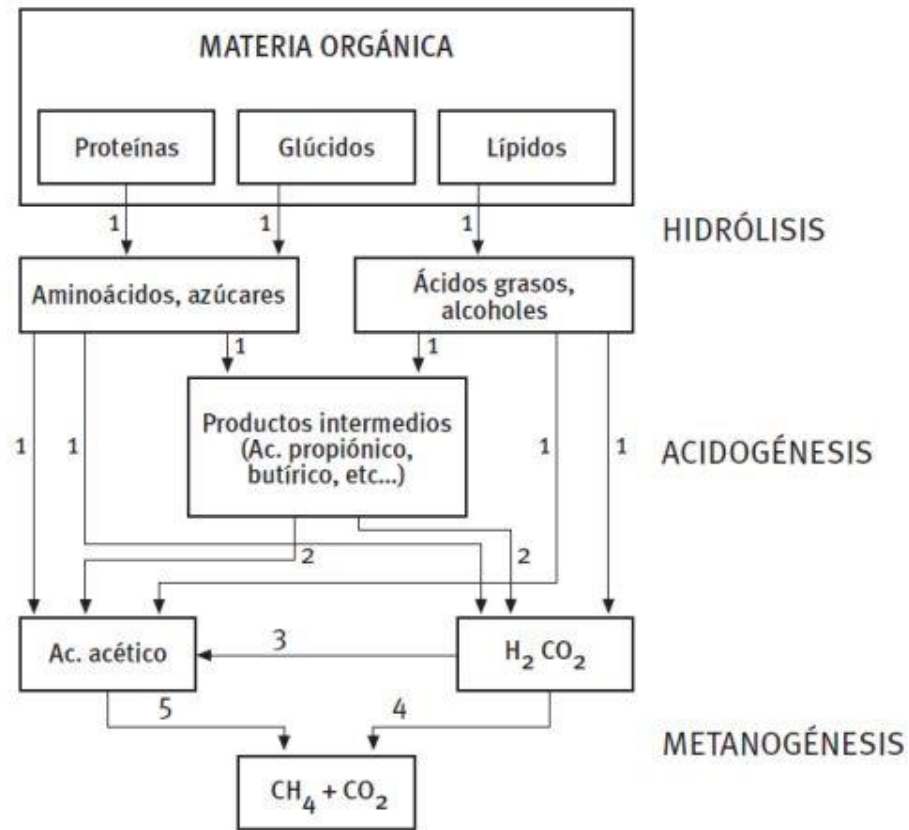 MATERIA ORGÁNICA
Proteínas
Glúcidos
Lípidos
1
1
1
HIDRÓLISIS
Aminoácidos, azúcares
Ácidos grasos,
alcoholes
1
1
Productos intermedios
(Ac. propiónico,
butírico, etc...)
1
1
1
1
ACIDOGÉNESIS
2
2
Ac. acético
3
H₂ CO₂
5
4
METANOGÉNESIS
CH₄ + CO₂